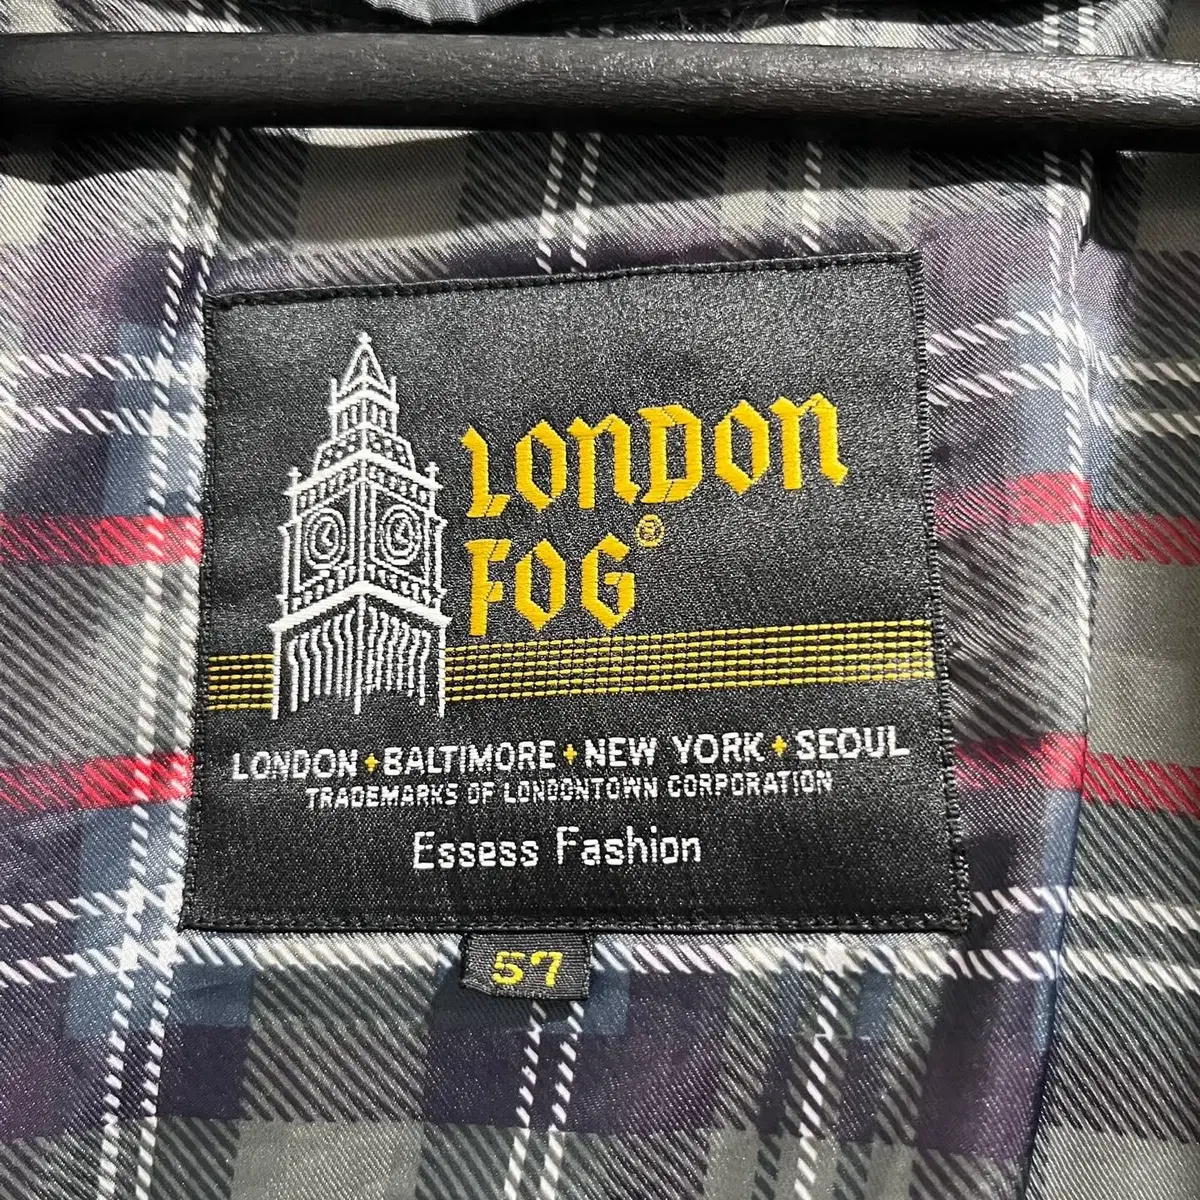 LONDON
FOG®
LONDON BALTIMORE NEW YORK SEOUL
TRADEMARKS OF LONDONTOWN CORPORATION
Essess Fashion
57